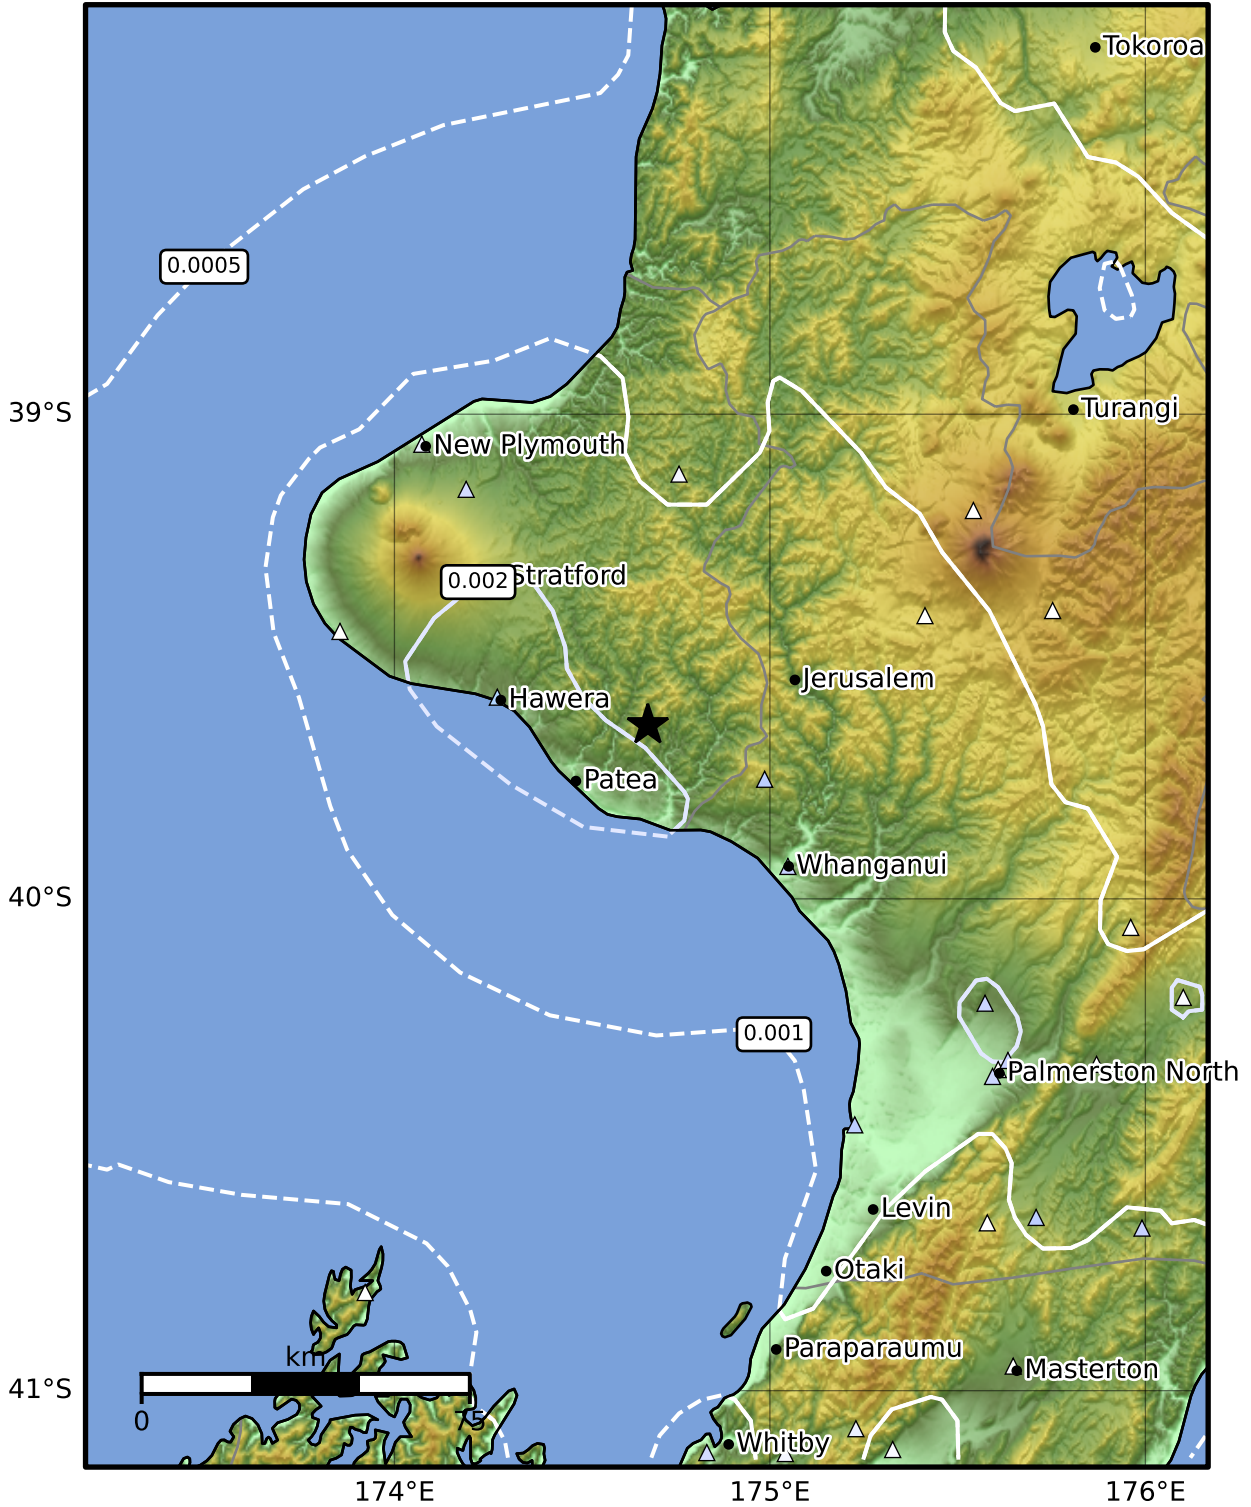 Tokoroa
0.0005
39°S
Turangi
New Plymouth
Stratford
0.002
Jerusalem
Hawera
Patea
Whanganui
40°S
0.001
Palmerston North
Levin
Otaki
Paraparaumu
km
Masterton
41°S
0
75
Whitby
174°E
175°E
176°E